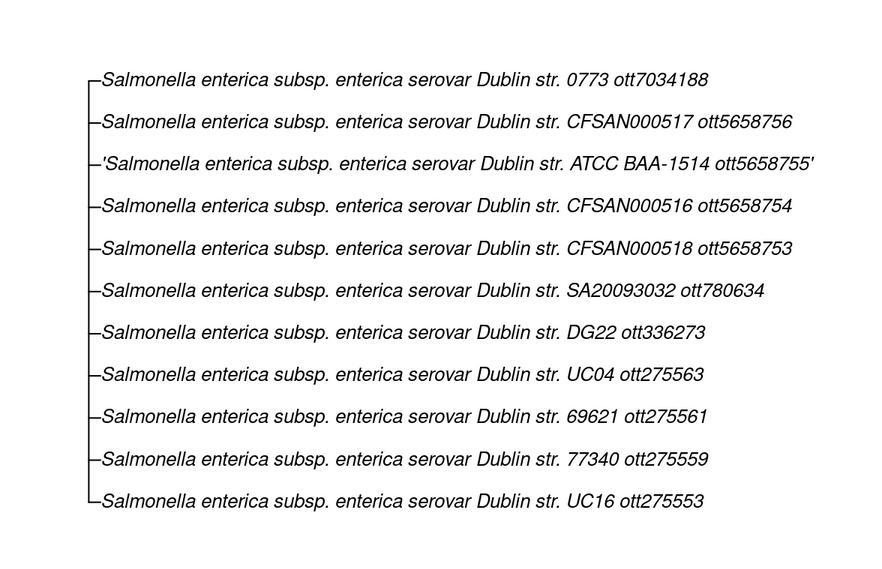 Salmonella enterica subsp. enterica serovar Dublin str. 0773 ott7034188
Salmonella enterica subsp. enterica serovar Dublin str. CFSAN000517 ott5658756
'Salmonella enterica subsp. enterica serovar Dublin str. ATCC BAA-1514 ott5658755'
Salmonella enterica subsp. enterica serovar Dublin str. CFSAN000516 ott5658754
Salmonella enterica subsp. enterica serovar Dublin str. CFSAN000518 ott5658753
Salmonella enterica subsp. enterica serovar Dublin str. SA20093032 ott780634
Salmonella enterica subsp. enterica serovar Dublin str. DG22 ott336273
Salmonella enterica subsp. enterica serovar Dublin str. UC04 ott275563
Salmonella enterica subsp. enterica serovar Dublin str. 69621 ott275561
Salmonella enterica subsp. enterica serovar Dublin str. 77340 ott275559
Salmonella enterica subsp. enterica serovar Dublin str. UC16 ott275553